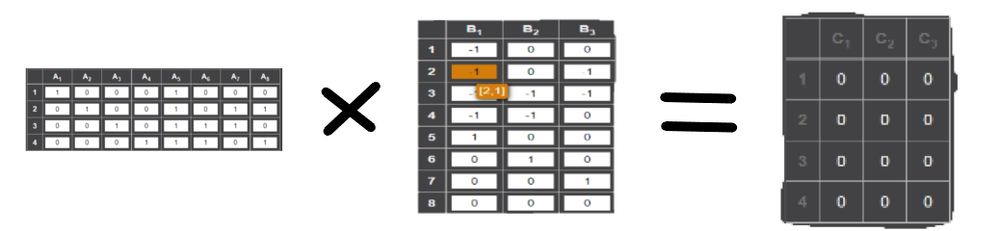 A1 A2 A3 A4 A5 A6 A7 A8
1 1 0 0 0 1 0 0 0
2 0 1 0 0 1 0 1 1
3 0 0 1 0 1 1 1 0
4 0 0 0 1 1 1 0 1
×
B1 B2 B3
1 -1 0 0
2 -1 0 -1
3 - [2,1] -1 -1
4 -1 -1 0
5 1 0 0
6 0 1 0
7 0 0 1
8 0 0 0
=
C1 C2 C3
1 0 0 0
2 0 0 0
3 0 0 0
4 0 0 0